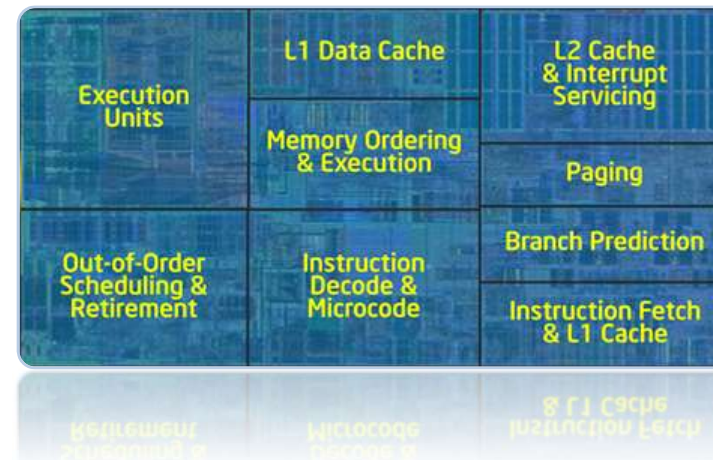 Execution
Units
L1 Data Cache
L2 Cache
& Interrupt
Servicing
Memory Ordering
& Execution
Paging
Out-of-Order
Scheduling &
Retirement
Instruction
Decode &
Microcode
Branch Prediction
Instruction Fetch
& L1 Cache